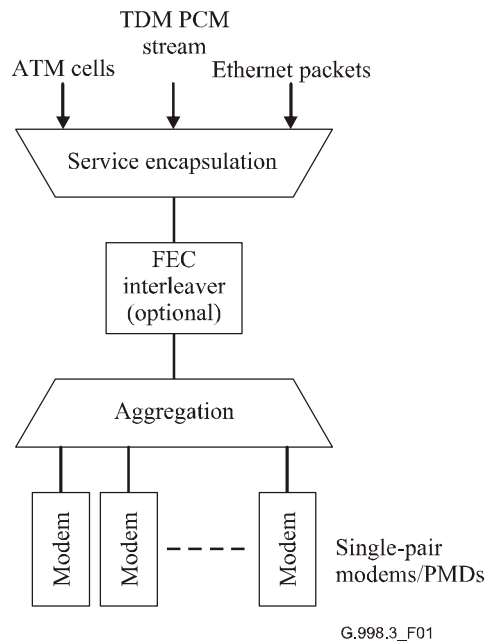 TDM PCM
stream
ATM cells
Ethernet packets
Service encapsulation
FEC
interleaver
(optional)
Aggregation
Modem
Modem
Modem
Single-pair
modems/PMDs
G.998.3_F01